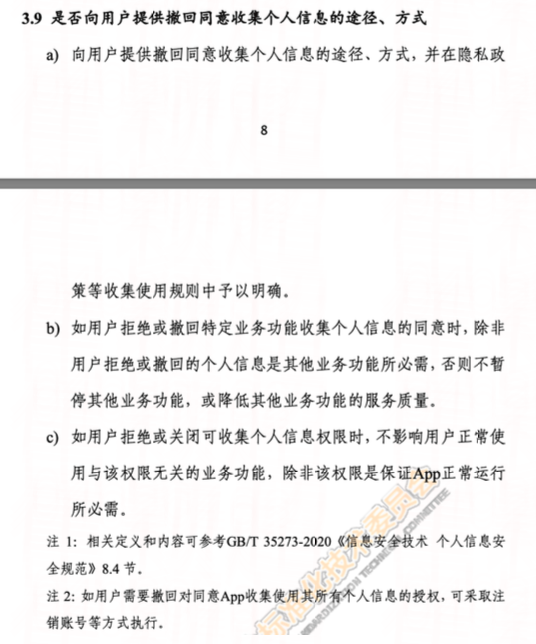 3.9 是否向用户提供撤回同意收集个人信息的途径、方式
a) 向用户提供撤回同意收集个人信息的途径、方式，并在隐私政
8
策等收集使用规则中予以明确。
b) 如用户拒绝或撤回特定业务功能收集个人信息的同意时，除非
用户拒绝或撤回的个人信息是其他业务功能所必需，否则不暂
停其他业务功能，或降低其他业务功能的服务质量。
c) 如用户拒绝或关闭可收集个人信息权限时，不影响用户正常使
用与该权限无关的业务功能，除非该权限是保证App正常运行
所必需。
注 1：相关定义和内容可参考GB/T 35273-2020《信息安全技术 个人信息安
全规范》8.4 节。
注 2：如用户需要撤回对同意App收集使用其所有个人信息的授权，可采取注
销账号等方式执行。
标准化技术委员会